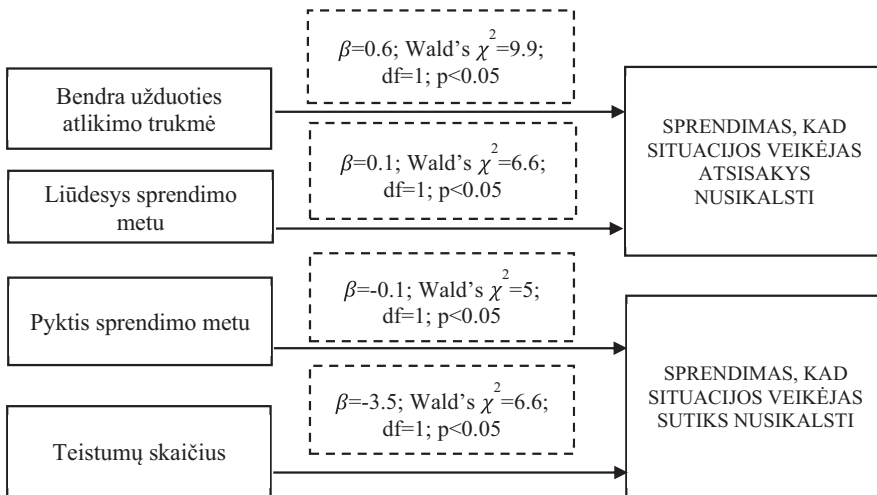 β=0.6; Wald's χ²=9.9;
df=1; p<0.05
Bendra užduoties
atlikimo trukmė
β=0.1; Wald's χ²=6.6;
df=1; p<0.05
Liūdesys sprendimo
metu
SPRENDIMAS, KAD
SITUACIJOS VEIKĖJAS
ATSISAKYS
NUSIKALSTI
β=-0.1; Wald's χ²=5;
df=1; p<0.05
Pyktis sprendimo metu
β=-3.5; Wald's χ²=6.6;
df=1; p<0.05
Teistumų skaičius
SPRENDIMAS, KAD
SITUACIJOS VEIKĖJAS
SUTIKS NUSIKALSTI